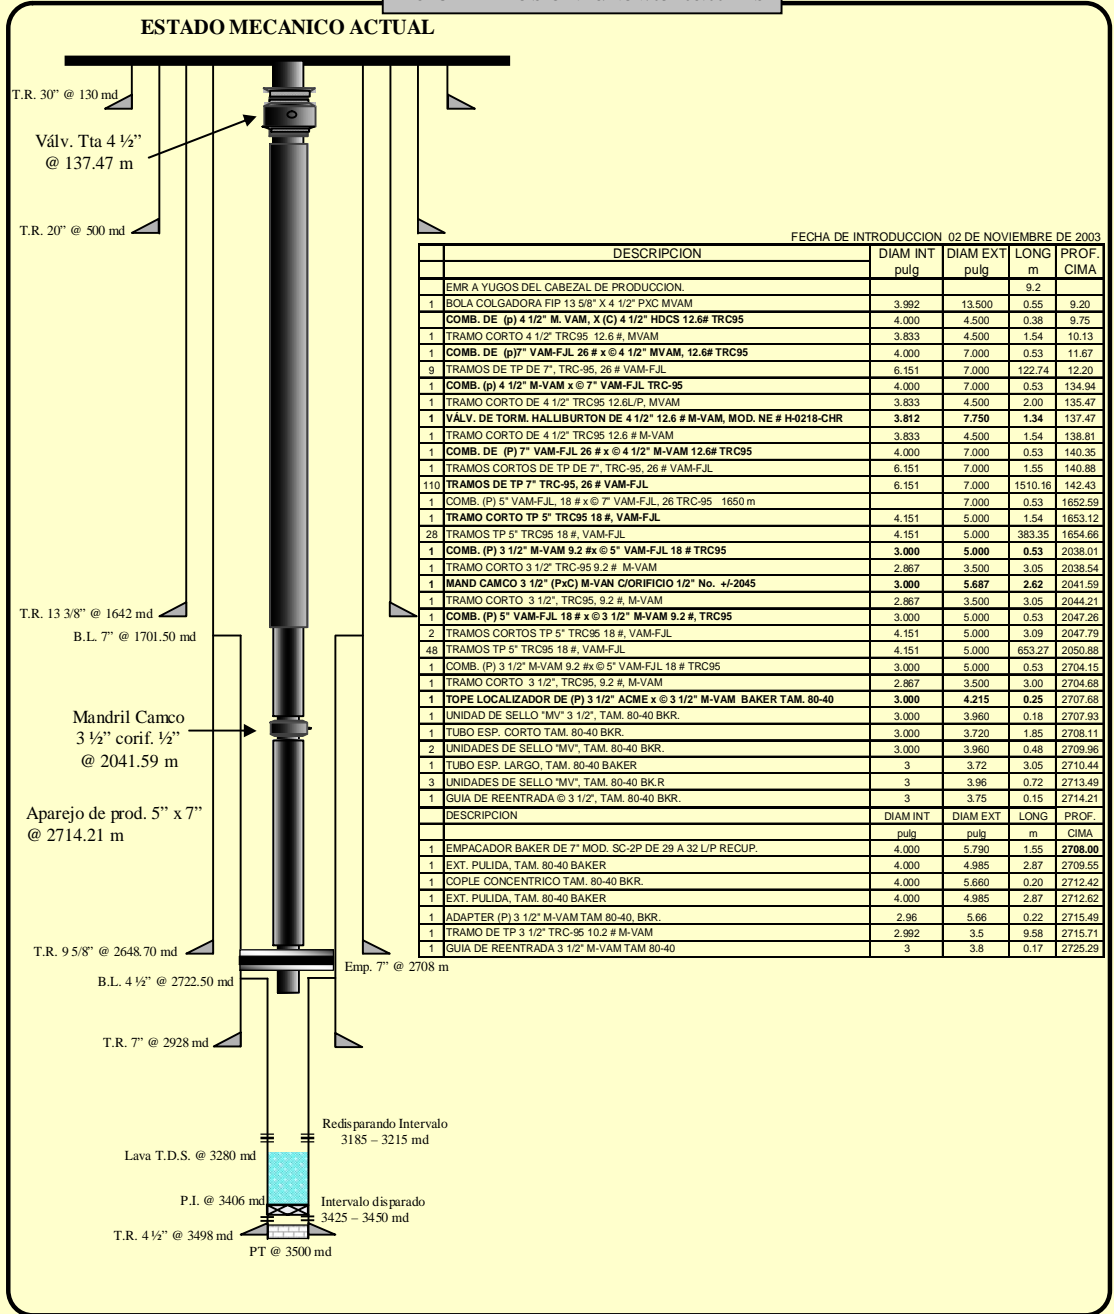 ESTADO MECANICO ACTUAL
T.R. 30” @ 130 md
Válv. Tta 4 ½”
@ 137.47 m
T.R. 20” @ 500 md
T.R. 13 3/8” @ 1642 md
B.L. 7” @ 1701.50 md
Mandril Camco
3 ½” corif. ½”
@ 2041.59 m
Aparejo de prod. 5” x 7”
@ 2714.21 m
T.R. 9 5/8” @ 2648.70 md
Emp. 7” @ 2708 m
B.L. 4 ½” @ 2722.50 md
T.R. 7” @ 2928 md
Redisparando Intervalo
3185 – 3215 md
Lava T.D.S. @ 3280 md
P.I. @ 3406 md
Intervalo disparado
3425 – 3450 md
T.R. 4 ½” @ 3498 md
PT @ 3500 md
FECHA DE INTRODUCCION 02 DE NOVIEMBRE DE 2003
DESCRIPCION DIAM INT DIAM EXT LONG PROF.
pulg pulg m CIMA
EMR A YUGOS DEL CABEZAL DE PRODUCCION. 9.2
1 BOLA COLGADORA FIP 13 5/8" X 4 1/2" PXC MVAM 3.992 13.500 0.55 9.20
COMB. DE (p) 4 1/2" M. VAM, X (C) 4 1/2" HDCS 12.6# TRC95 4.000 4.500 0.38 9.75
1 TRAMO CORTO 4 1/2" TRC95 12.6 #, MVAM 3.833 4.500 1.54 10.13
1 COMB. DE (p)7" VAM-FJL 26 # x © 4 1/2" MVAM, 12.6# TRC95 4.000 7.000 0.53 11.67
9 TRAMOS DE TP DE 7", TRC-95, 26 # VAM-FJL 6.151 7.000 122.74 12.20
1 COMB. (p) 4 1/2" M-VAM x © 7" VAM-FJL TRC-95 4.000 7.000 0.53 134.94
1 TRAMO CORTO DE 4 1/2" TRC95 12.6L/P, MVAM 3.833 4.500 2.00 135.47
1 VÁLV. DE TORM. HALLIBURTON DE 4 1/2" 12.6 # M-VAM, MOD. NE # H-0218-CHR 3.812 7.750 1.34 137.47
1 TRAMO CORTO DE 4 1/2" TRC95 12.6 # M-VAM 3.833 4.500 1.54 138.81
1 COMB. DE (P) 7" VAM-FJL 26 # x © 4 1/2" M-VAM 12.6# TRC95 4.000 7.000 0.53 140.35
1 TRAMOS CORTOS DE TP DE 7", TRC-95, 26 # VAM-FJL 6.151 7.000 1.55 140.88
110 TRAMOS DE TP 7" TRC-95, 26 # VAM-FJL 6.151 7.000 1510.16 142.43
1 COMB. (P) 5" VAM-FJL, 18 # x © 7" VAM-FJL, 26 TRC-95 1650 m 7.000 0.53 1652.59
1 TRAMO CORTO TP 5" TRC95 18 #, VAM-FJL 4.151 5.000 1.54 1653.12
28 TRAMOS TP 5" TRC95 18 #, VAM-FJL 4.151 5.000 383.35 1654.66
1 COMB. (P) 3 1/2" M-VAM 9.2 #x © 5" VAM-FJL 18 # TRC95 3.000 5.000 0.53 2038.01
1 TRAMO CORTO 3 1/2" TRC-95 9.2 # M-VAM 2.867 3.500 3.05 2038.54
1 MAND CAMCO 3 1/2" (PxC) M-VAN C/ORIFICIO 1/2" No. +/-2045 3.000 5.687 2.62 2041.59
1 TRAMO CORTO 3 1/2", TRC95, 9.2 #, M-VAM 2.867 3.500 3.05 2044.21
1 COMB. (P) 5" VAM-FJL 18 # x © 3 1/2" M-VAM 9.2 #, TRC95 3.000 5.000 0.53 2047.26
2 TRAMOS CORTOS TP 5" TRC95 18 #, VAM-FJL 4.151 5.000 3.09 2047.79
48 TRAMOS TP 5" TRC95 18 #, VAM-FJL 4.151 5.000 653.27 2050.88
1 COMB. (P) 3 1/2" M-VAM 9.2 #x © 5" VAM-FJL 18 # TRC95 3.000 5.000 0.53 2704.15
1 TRAMO CORTO 3 1/2", TRC95, 9.2 #, M-VAM 2.867 3.500 3.00 2704.68
1 TOPE LOCALIZADOR DE (P) 3 1/2" ACME x © 3 1/2" M-VAM BAKER TAM. 80-40 3.000 4.215 0.25 2707.68
1 UNIDAD DE SELLO "MV" 3 1/2", TAM. 80-40 BKR. 3.000 3.960 0.18 2707.93
1 TUBO ESP. CORTO TAM. 80-40 BKR. 3.000 3.720 1.85 2708.11
2 UNIDADES DE SELLO "MV", TAM. 80-40 BKR. 3.000 3.960 0.48 2709.96
1 TUBO ESP. LARGO, TAM. 80-40 BAKER 3 3.72 3.05 2710.44
3 UNIDADES DE SELLO "MV", TAM. 80-40 BK.R 3 3.96 0.72 2713.49
1 GUIA DE REENTRADA © 3 1/2", TAM. 80-40 BKR. 3 3.75 0.15 2714.21
DESCRIPCION DIAM INT DIAM EXT LONG PROF.
pulg pulg m CIMA
1 EMPACADOR BAKER DE 7" MOD. SC-2P DE 29 A 32 L/P RECUP. 4.000 5.790 1.55 2708.00
1 EXT. PULIDA, TAM. 80-40 BAKER 4.000 4.985 2.87 2709.55
1 COPLE CONCENTRICO TAM. 80-40 BKR. 4.000 5.660 0.20 2712.42
1 EXT. PULIDA, TAM. 80-40 BAKER 4.000 4.985 2.87 2712.62
1 ADAPTER (P) 3 1/2" M-VAM TAM 80-40, BKR. 2.96 5.66 0.22 2715.49
1 TRAMO DE TP 3 1/2" TRC-95 10.2 # M-VAM 2.992 3.5 9.58 2715.71
1 GUIA DE REENTRADA 3 1/2" M-VAM TAM 80-40 3 3.8 0.17 2725.29